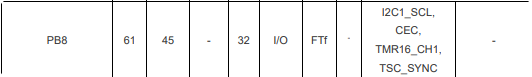 PB8 61 45 - 32 I/O FTf - I2C1_SCL,
CEC,
TMR16_CH1,
TSC_SYNC -